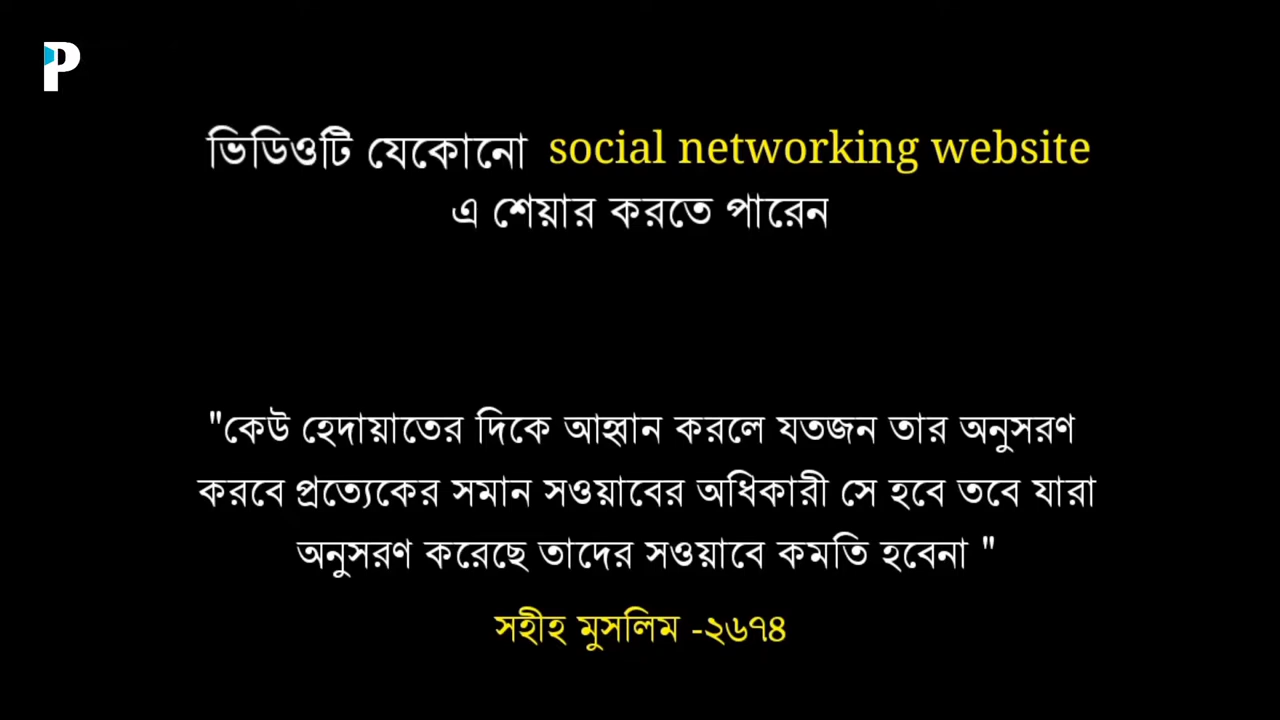 P
ভিডিওটি যেকোনো social networking website
এ শেয়ার করতে পারেন
"কেউ হেদায়াতের দিকে আহ্বান করলে যতজন তার অনুসরণ
করবে প্রত্যেকের সমান সওয়াবের অধিকারী সে হবে তবে যারা
অনুসরণ করেছে তাদের সওয়াবে কমতি হবেনা "
সহীহ মুসলিম -২৬৭৪